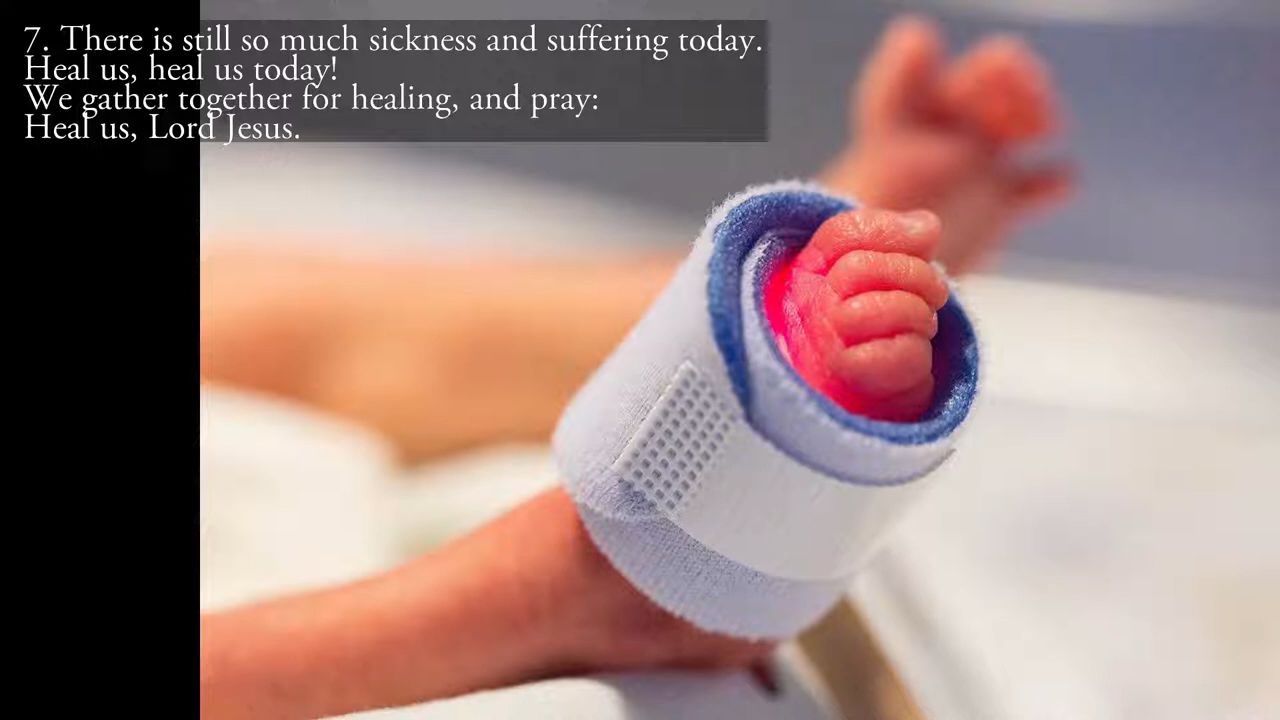 7. There is still so much sickness and suffering today.
Heal us, heal us today!
We gather together for healing, and pray:
Heal us, Lord Jesus.